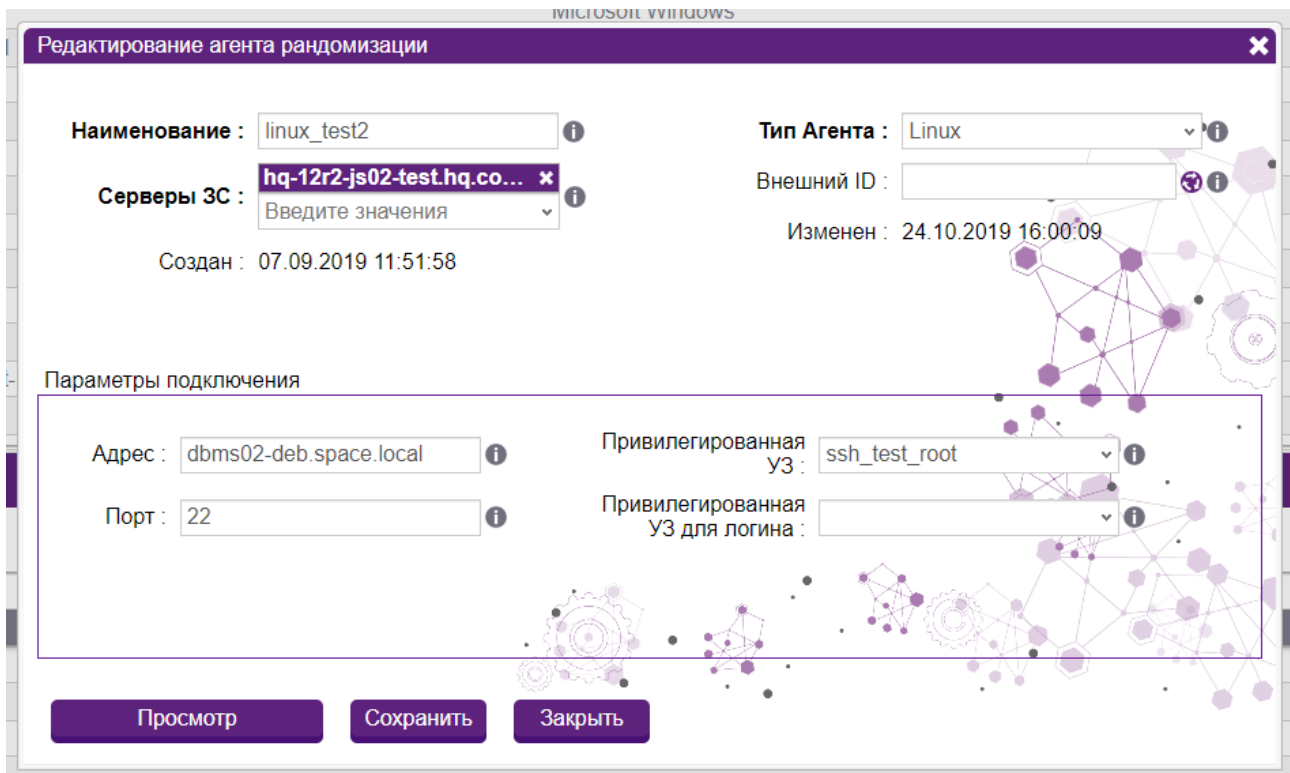 Microsoft Windows
Редактирование агента рандомизации
Наименование : linux_test2
Тип Агента : Linux
Серверы ЗС : hq-12r2-js02-test.hq.co...
Введите значения
Внешний ID :
Изменен : 24.10.2019 16:00:09
Создан : 07.09.2019 11:51:58
Параметры подключения
Адрес : dbms02-deb.space.local
Привилегированная
УЗ : ssh_test_root
Порт : 22
Привилегированная
УЗ для логина :
Просмотр Сохранить Закрыть